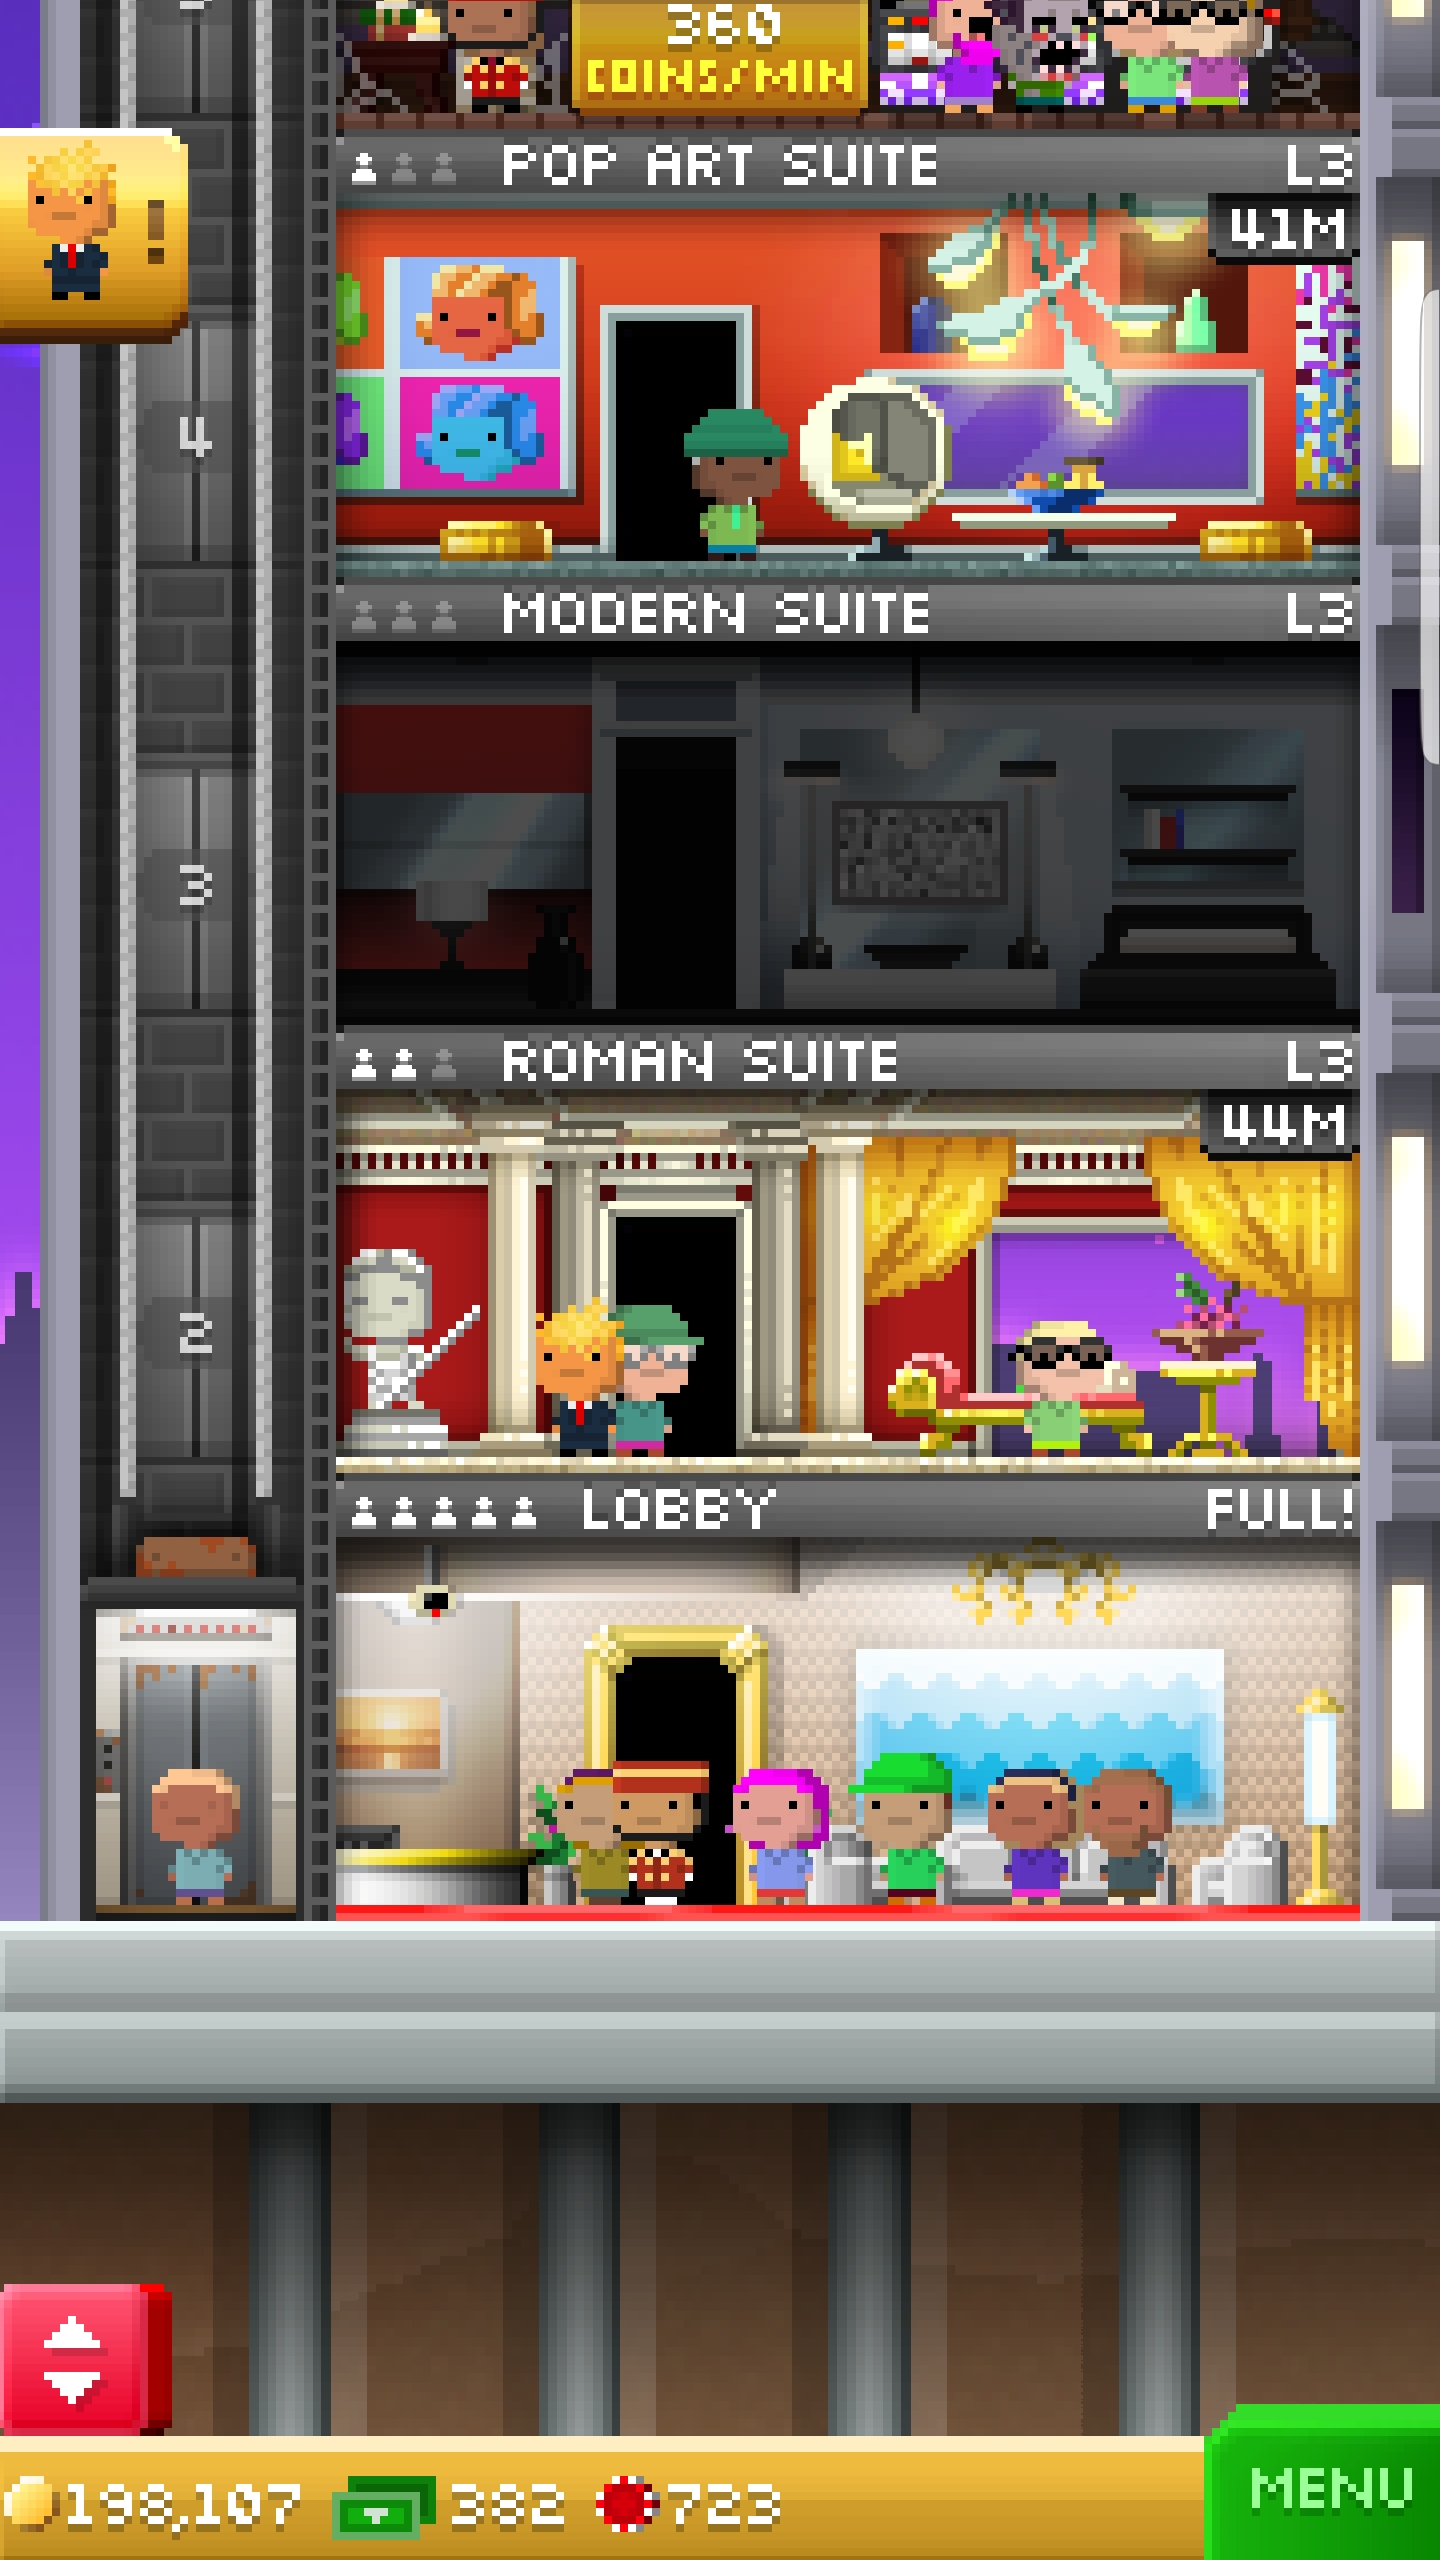 360
COINS/MIN
POP ART SUITE L3
41M
!
4
MODERN SUITE L3
3
ROMAN SUITE L3
44M
2
LOBBY FULL!
198,107 382 723
MENU